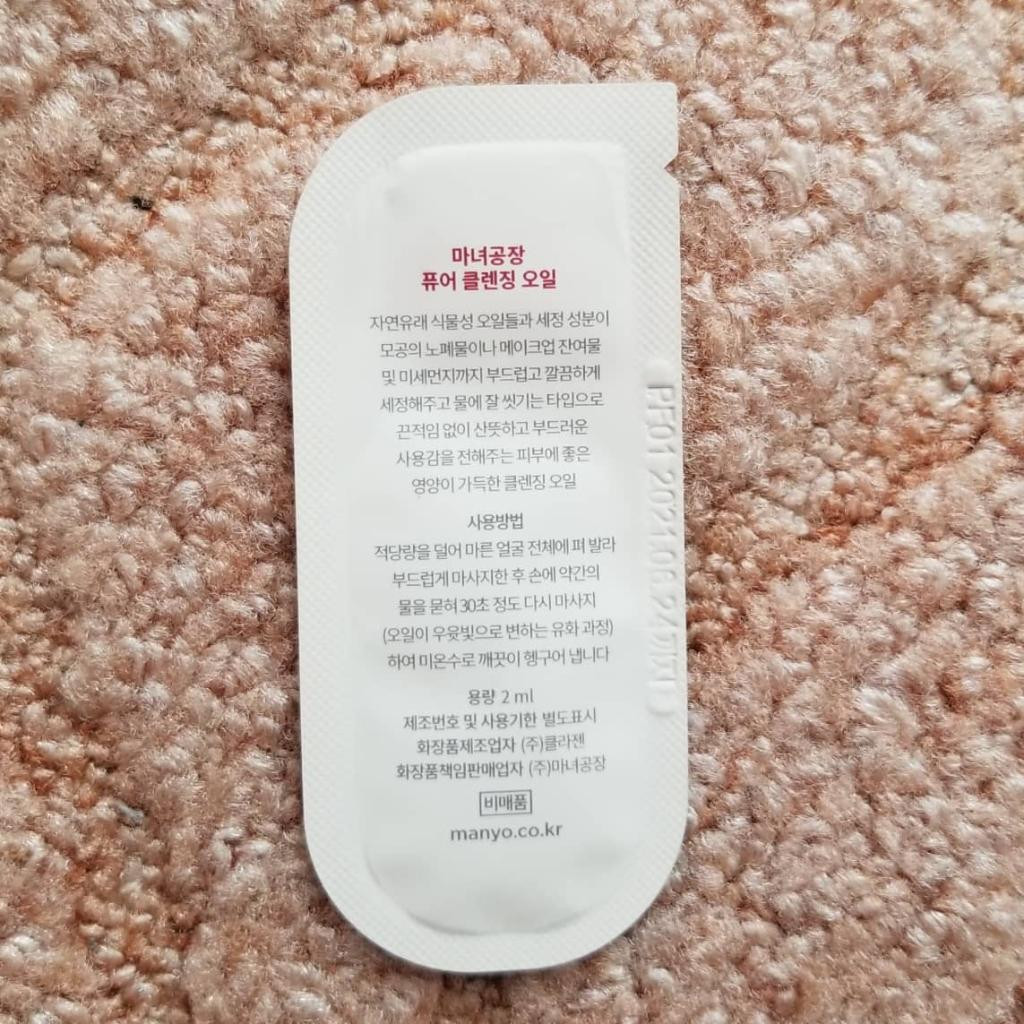 마녀공장
퓨어 클렌징 오일
자연유래 식물성 오일들과 세정 성분이
모공의 노폐물이나 메이크업 잔여물
및 미세먼지까지 부드럽고 깔끔하게
세정해주고 물에 잘 씻기는 타입으로
끈적임 없이 산뜻하고 부드러운
사용감을 전해주는 피부에 좋은
영양이 가득한 클렌징 오일
사용방법
적당량을 덜어 마른 얼굴 전체에 펴 발라
부드럽게 마사지한 후 손에 약간의
물을 묻혀 30초 정도 다시 마사지
(오일이 우윳빛으로 변하는 유화 과정)
하여 미온수로 깨끗이 헹구어 냅니다
용량 2 ml
제조번호 및 사용기한 별도표시
화장품제조업자 (주)클라젠
화장품책임판매업자 (주)마녀공장
비매품
manyo.co.kr
PF01 2021.06.24까지